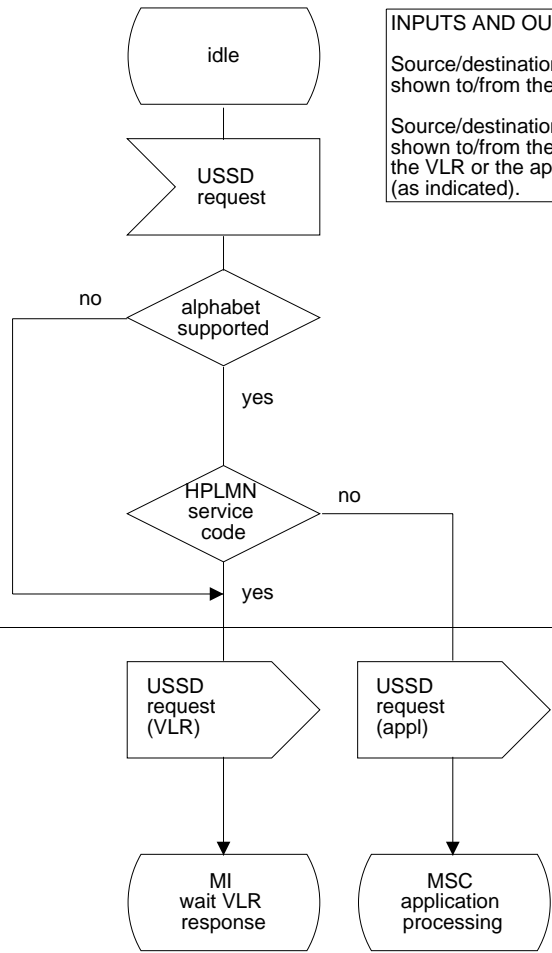 idle
INPUTS AND OU
Source/destination
shown to/from the
Source/destination
shown to/from the
the VLR or the ap
(as indicated).
USSD
request
no
alphabet
supported
yes
HPLMN
service
code
no
yes
USSD
request
(VLR)
USSD
request
(appl)
MI
wait VLR
response
MSC
application
processing